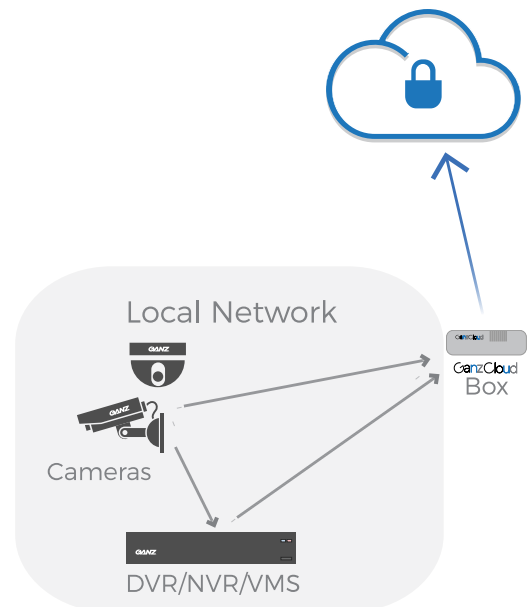 Local Network
GANZ
GANZ
Cameras
GANZ
DVR/NVR/VMS
GanzCloud
GanzCloud
Box